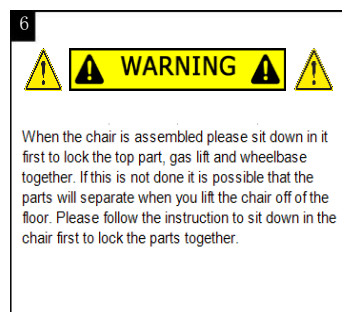 6
WARNING
When the chair is assembled please sit down in it
first to lock the top part, gas lift and wheelbase
together. If this is not done it is possible that the
parts will separate when you lift the chair off of the
floor. Please follow the instruction to sit down in the
chair first to lock the parts together.